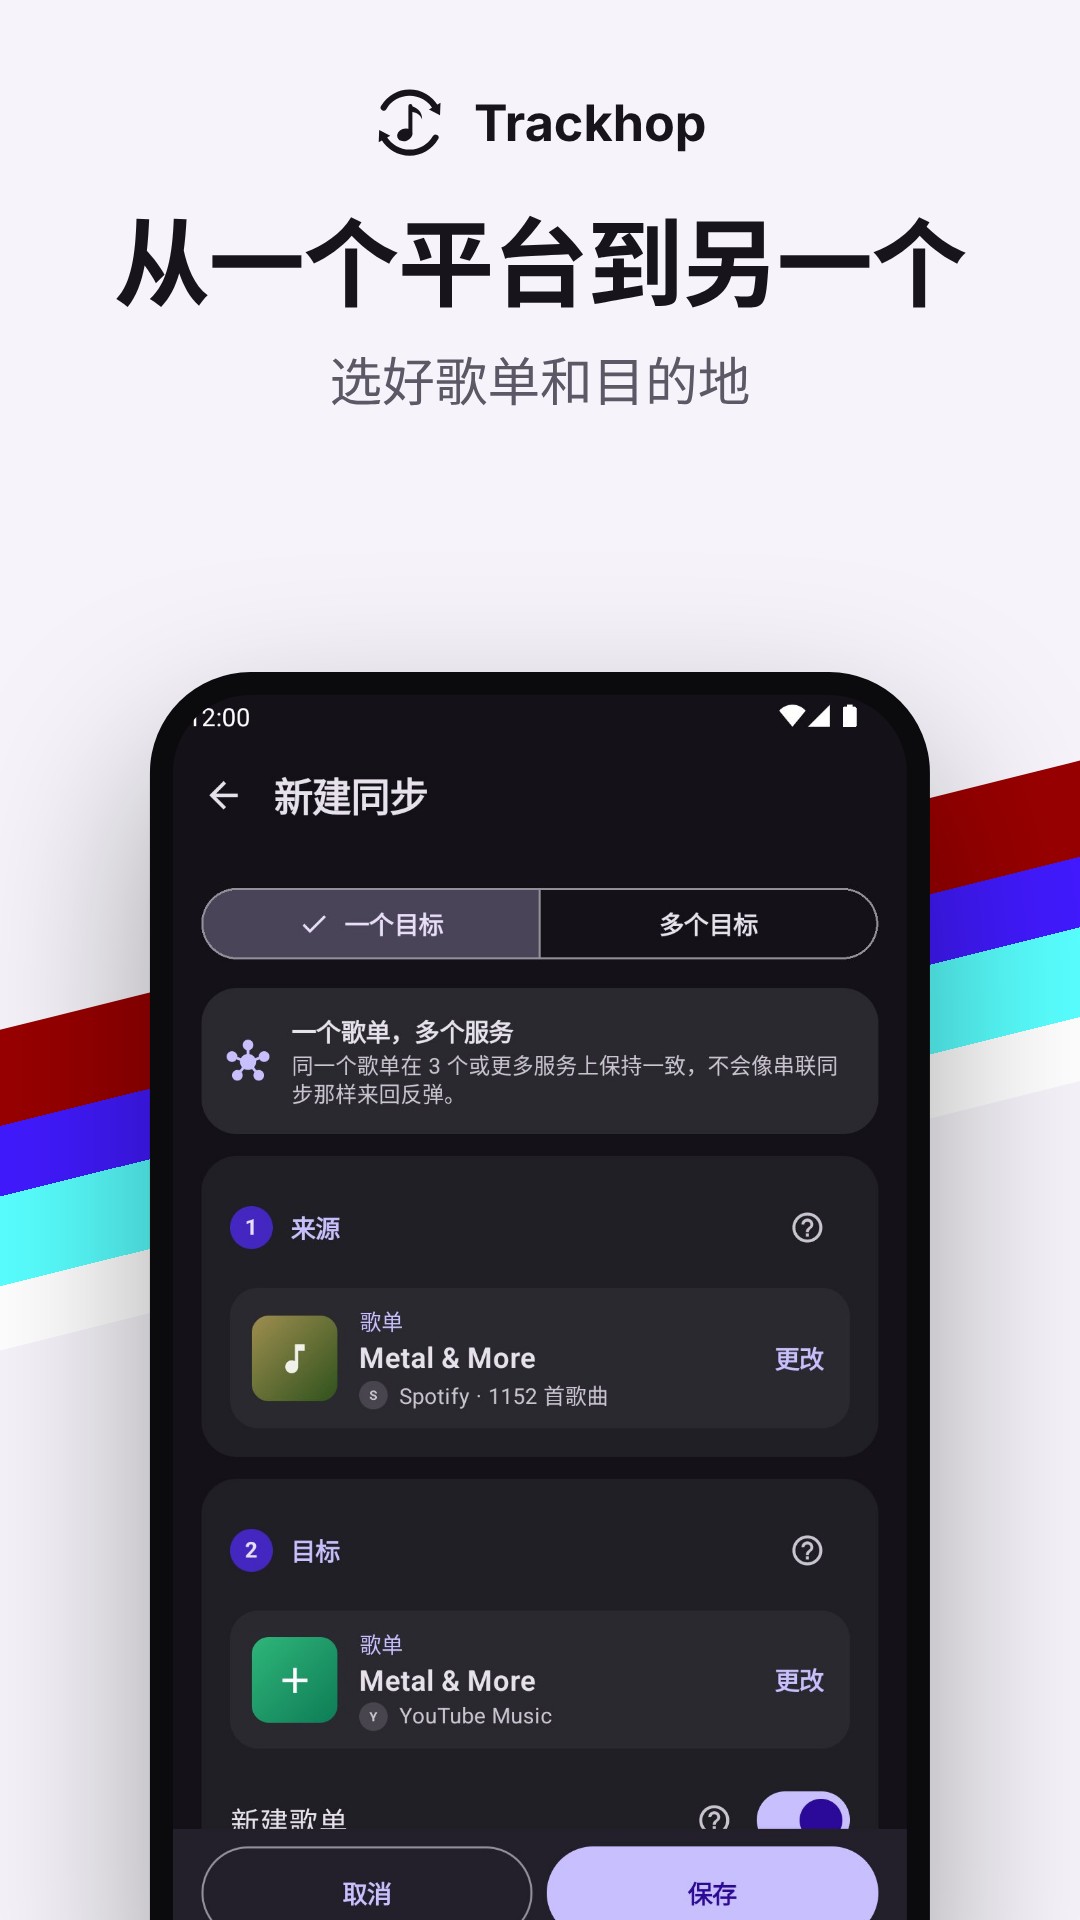 Trackhop
从一个平台到另一个
选好歌单和目的地
12:00
新建同步
一个目标
多个目标
一个歌单，多个服务
同一个歌单在 3 个或更多服务上保持一致，不会像串联同
步那样来回反弹。
1 来源
歌单
Metal & More
更改
S Spotify · 1152 首歌曲
2 目标
歌单
Metal & More
更改
Y YouTube Music
新建歌单
取消
保存